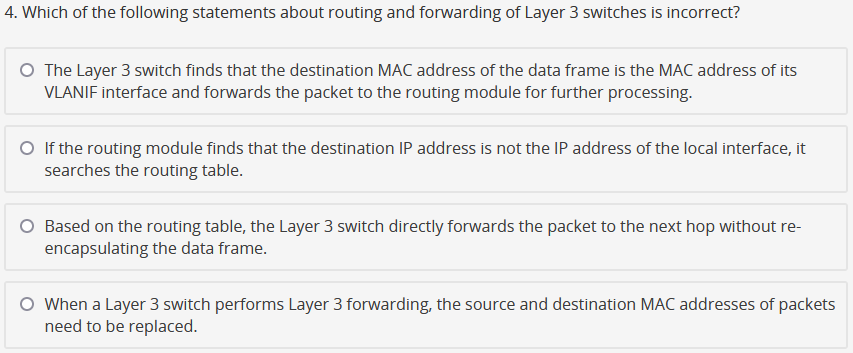 4. Which of the following statements about routing and forwarding of Layer 3 switches is incorrect?
The Layer 3 switch finds that the destination MAC address of the data frame is the MAC address of its
VLANIF interface and forwards the packet to the routing module for further processing.
If the routing module finds that the destination IP address is not the IP address of the local interface, it
searches the routing table.
Based on the routing table, the Layer 3 switch directly forwards the packet to the next hop without re-
encapsulating the data frame.
When a Layer 3 switch performs Layer 3 forwarding, the source and destination MAC addresses of packets
need to be replaced.